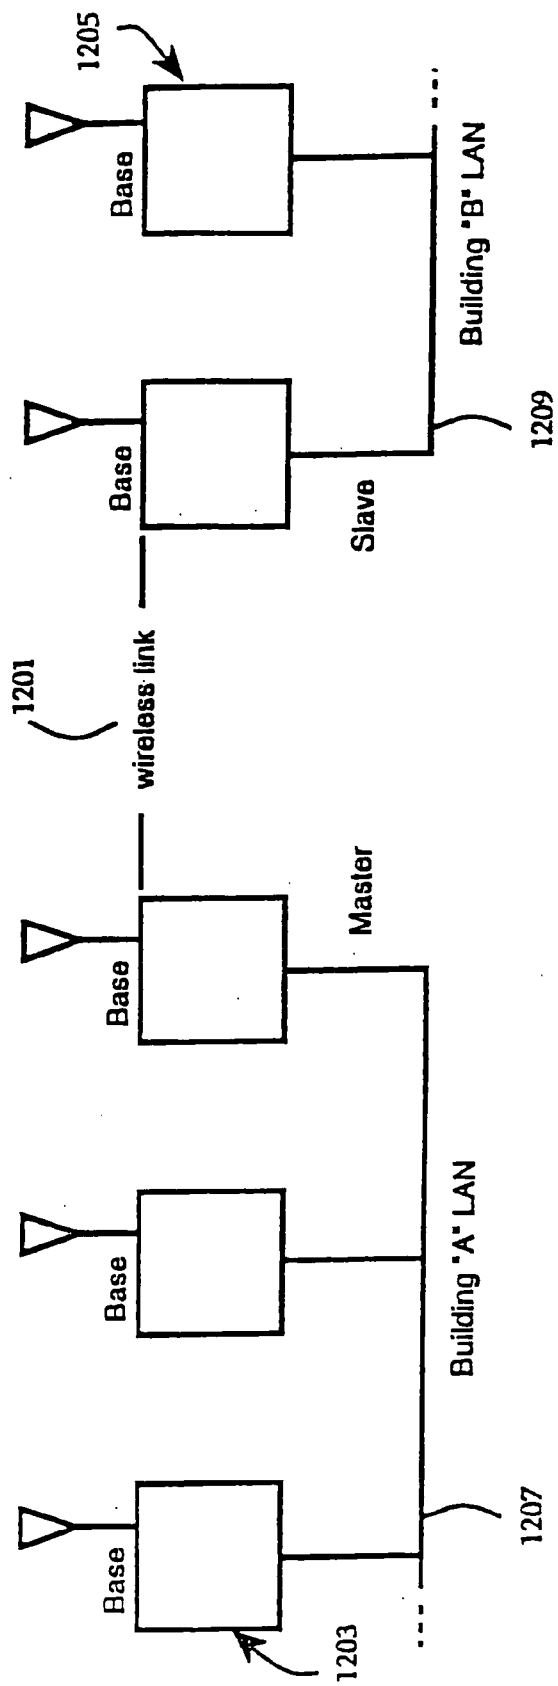 1201
1205
Base
Base
Base
wireless link
Base
Base
1203
Master
Slave
1207
Building "A" LAN
Building "B" LAN
1209